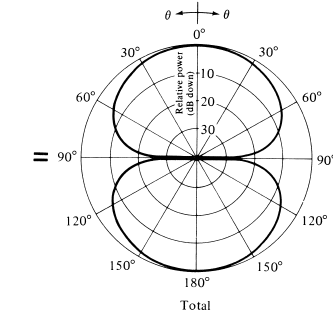 θ θ
0°
30° 30°
Relative power
(dB down)
10
20
30
60° 60°
= 90° 90°
120° 120°
150° 150°
180°
Total